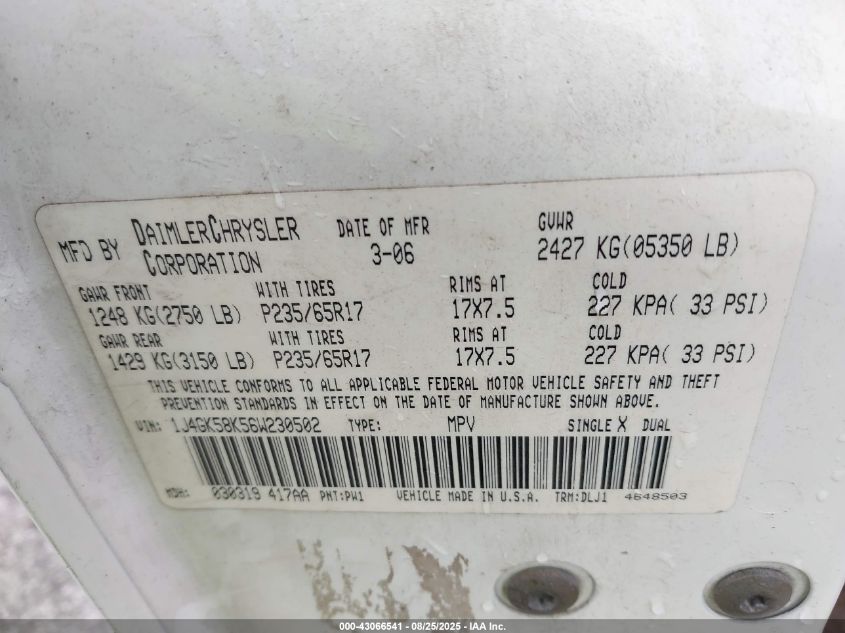 MFD BY DAIMLERCHRYSLER CORPORATION DATE OF MFR 3-06 GVWR 2427 KG(05350 LB)
GAWR FRONT WITH TIRES RIMS AT COLD
1248 KG(2750 LB) P235/65R17 17X7.5 227 KPA( 33 PSI)
GAWR REAR WITH TIRES RIMS AT COLD
1429 KG(3150 LB) P235/65R17 17X7.5 227 KPA( 33 PSI)
THIS VEHICLE CONFORMS TO ALL APPLICABLE FEDERAL MOTOR VEHICLE SAFETY AND THEFT
PREVENTION STANDARDS IN EFFECT ON THE DATE OF MANUFACTURE SHOWN ABOVE.
VIN: 1J4GK58K56W230502 TYPE: MPV SINGLE X DUAL
MDH: 030319 417AA PNT:PW1 VEHICLE MADE IN U.S.A. TRM:DLJ1 4648503
000-43066541 - 08/25/2025 - IAA Inc.